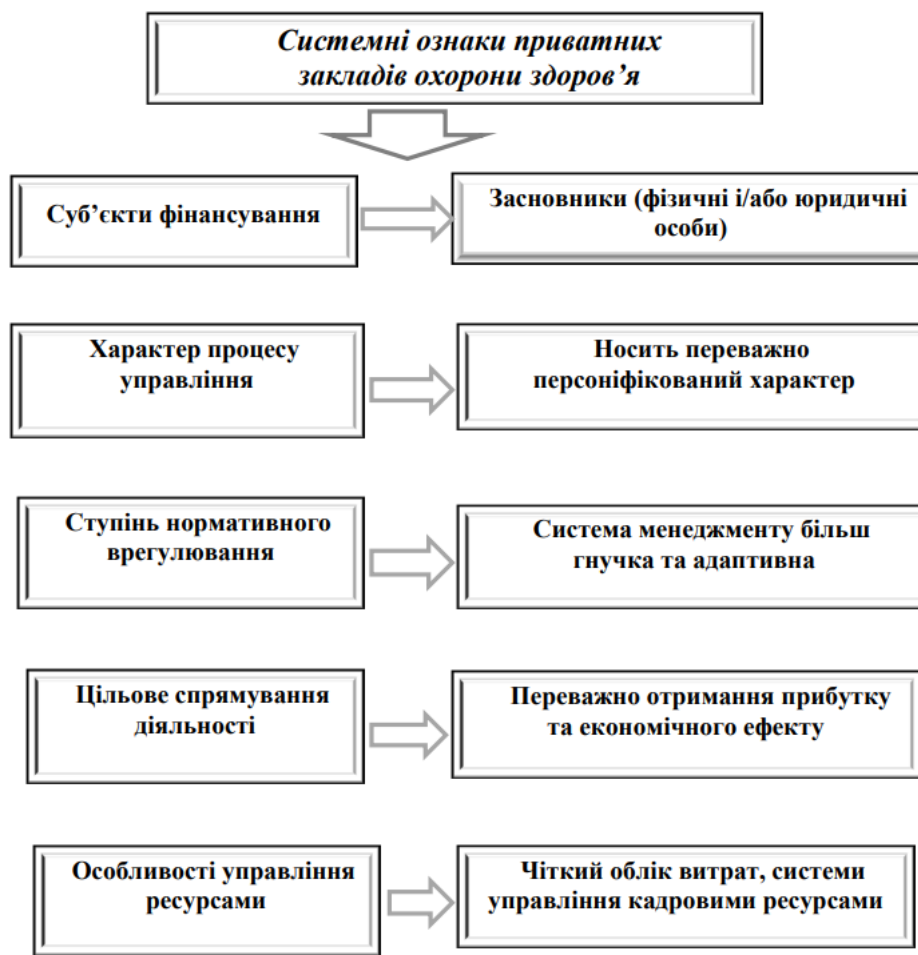 Системні ознаки приватних
закладів охорони здоров’я
Суб’єкти фінансування
Засновники (фізичні і/або юридичні
особи)
Характер процесу
управління
Носить переважно
персоніфікований характер
Ступінь нормативного
врегулювання
Система менеджменту більш
гнучка та адаптивна
Цільове спрямування
діяльності
Переважно отримання прибутку
та економічного ефекту
Особливості управління
ресурсами
Чіткий облік витрат, системи
управління кадровими ресурсами